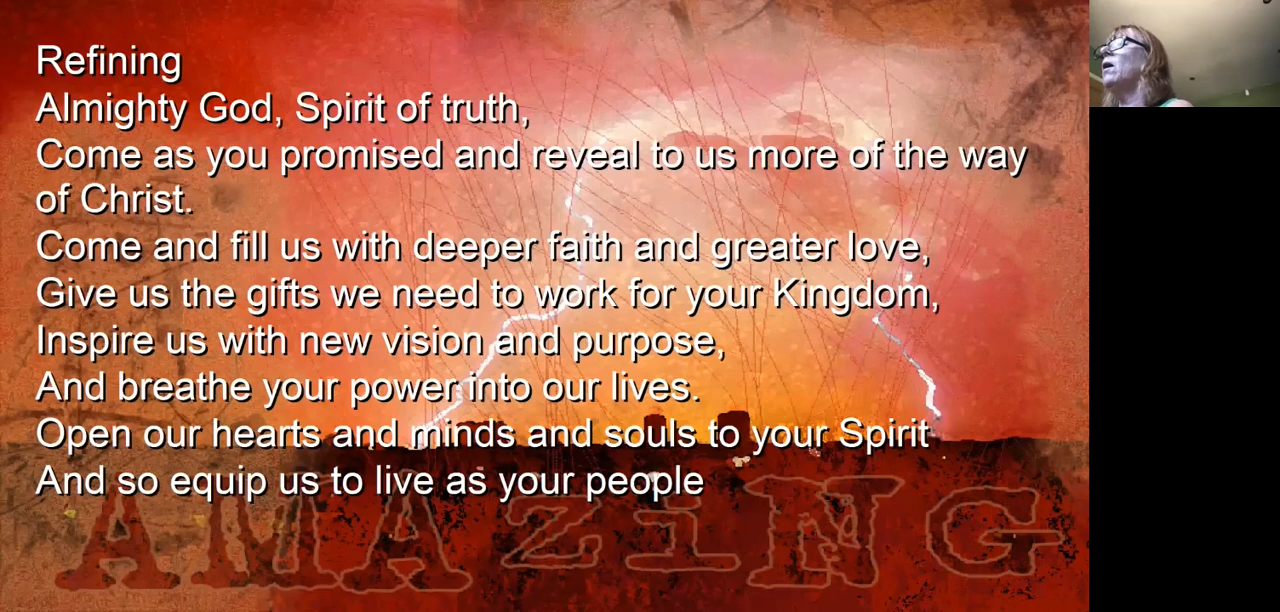 Refining
Almighty God, Spirit of truth,
Come as you promised and reveal to us more of the way
of Christ.
Come and fill us with deeper faith and greater love,
Give us the gifts we need to work for your Kingdom,
Inspire us with new vision and purpose,
And breathe your power into our lives.
Open our hearts and minds and souls to your Spirit
And so equip us to live as your people
AMAziNG